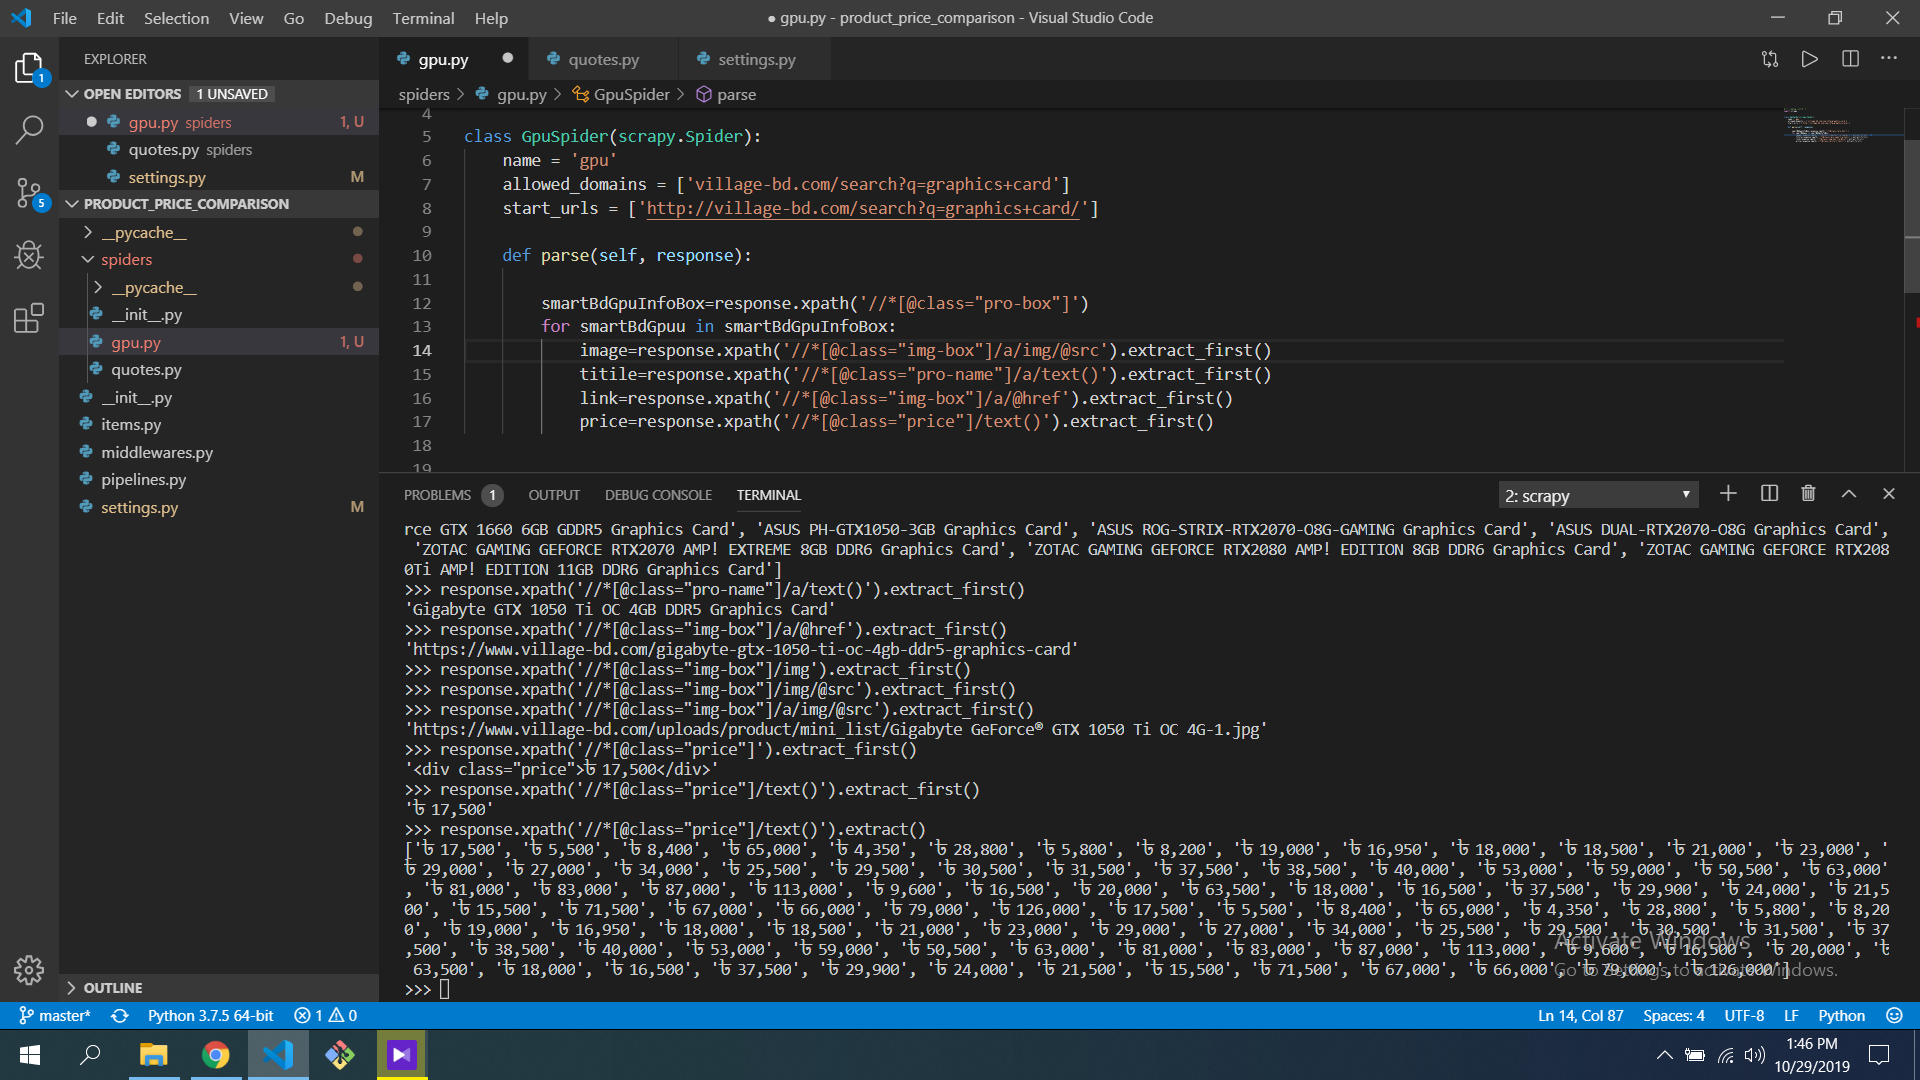 File Edit Selection View Go Debug Terminal Help
● gpu.py - product_price_comparison - Visual Studio Code
EXPLORER
OPEN EDITORS 1 UNSAVED
gpu.py spiders 1, U
quotes.py spiders
settings.py M
PRODUCT_PRICE_COMPARISON
__pycache__
spiders
__pycache__
__init__.py
gpu.py 1, U
quotes.py
__init__.py
items.py
middlewares.py
pipelines.py
settings.py M
OUTLINE
1
5
gpu.py quotes.py settings.py
spiders > gpu.py > GpuSpider > parse
4
5 class GpuSpider(scrapy.Spider):
6 name = 'gpu'
7 allowed_domains = ['village-bd.com/search?q=graphics+card']
8 start_urls = ['http://village-bd.com/search?q=graphics+card/']
9
10 def parse(self, response):
11
12 smartBdGpuInfoBox=response.xpath('//*[@class="pro-box"]')
13 for smartBdGpuu in smartBdGpuInfoBox:
14 image=response.xpath('//*[@class="img-box"]/a/img/@src').extract_first()
15 titile=response.xpath('//*[@class="pro-name"]/a/text()').extract_first()
16 link=response.xpath('//*[@class="img-box"]/a/@href').extract_first()
17 price=response.xpath('//*[@class="price"]/text()').extract_first()
18
19
PROBLEMS 1 OUTPUT DEBUG CONSOLE TERMINAL 2: scrapy
rce GTX 1660 6GB GDDR5 Graphics Card', 'ASUS PH-GTX1050-3GB Graphics Card', 'ASUS ROG-STRIX-RTX2070-O8G-GAMING Graphics Card', 'ASUS DUAL-RTX2070-O8G Graphics Card',
'ZOTAC GAMING GEFORCE RTX2070 AMP! EXTREME 8GB DDR6 Graphics Card', 'ZOTAC GAMING GEFORCE RTX2080 AMP! EDITION 8GB DDR6 Graphics Card', 'ZOTAC GAMING GEFORCE RTX208
0Ti AMP! EDITION 11GB DDR6 Graphics Card']
>>> response.xpath('//*[@class="pro-name"]/a/text()').extract_first()
'Gigabyte GTX 1050 Ti OC 4GB DDR5 Graphics Card'
>>> response.xpath('//*[@class="img-box"]/a/@href').extract_first()
'https://www.village-bd.com/gigabyte-gtx-1050-ti-oc-4gb-ddr5-graphics-card'
>>> response.xpath('//*[@class="img-box"]/img').extract_first()
>>> response.xpath('//*[@class="img-box"]/img/@src').extract_first()
>>> response.xpath('//*[@class="img-box"]/a/img/@src').extract_first()
'https://www.village-bd.com/uploads/product/mini_list/Gigabyte GeForce® GTX 1050 Ti OC 4G-1.jpg'
>>> response.xpath('//*[@class="price"]').extract_first()
'<div class="price">৳ 17,500</div>'
>>> response.xpath('//*[@class="price"]/text()').extract_first()
'৳ 17,500'
>>> response.xpath('//*[@class="price"]/text()').extract()
['৳ 17,500', '৳ 5,500', '৳ 8,400', '৳ 65,000', '৳ 4,350', '৳ 28,800', '৳ 5,800', '৳ 8,200', '৳ 19,000', '৳ 16,950', '৳ 18,000', '৳ 18,500', '৳ 21,000', '৳ 23,000', '
৳ 29,000', '৳ 27,000', '৳ 34,000', '৳ 25,500', '৳ 29,500', '৳ 30,500', '৳ 31,500', '৳ 37,500', '৳ 38,500', '৳ 40,000', '৳ 53,000', '৳ 59,000', '৳ 50,500', '৳ 63,000'
, '৳ 81,000', '৳ 83,000', '৳ 87,000', '৳ 113,000', '৳ 9,600', '৳ 16,500', '৳ 20,000', '৳ 63,500', '৳ 18,000', '৳ 16,500', '৳ 37,500', '৳ 29,900', '৳ 24,000', '৳ 21,5
00', '৳ 15,500', '৳ 71,500', '৳ 67,000', '৳ 66,000', '৳ 79,000', '৳ 126,000', '৳ 17,500', '৳ 5,500', '৳ 8,400', '৳ 65,000', '৳ 4,350', '৳ 28,800', '৳ 5,800', '৳ 8,20
0', '৳ 19,000', '৳ 16,950', '৳ 18,000', '৳ 18,500', '৳ 21,000', '৳ 23,000', '৳ 29,000', '৳ 27,000', '৳ 34,000', '৳ 25,500', '৳ 29,500', '৳ 30,500', '৳ 31,500', '৳ 37
,500', '৳ 38,500', '৳ 40,000', '৳ 53,000', '৳ 59,000', '৳ 50,500', '৳ 63,000', '৳ 81,000', '৳ 83,000', '৳ 87,000', '৳ 113,000', '৳ 9,600', '৳ 16,500', '৳ 20,000', '৳
63,500', '৳ 18,000', '৳ 16,500', '৳ 37,500', '৳ 29,900', '৳ 24,000', '৳ 21,500', '৳ 15,500', '৳ 71,500', '৳ 67,000', '৳ 66,000', '৳ 79,000', '৳ 126,000']
>>>
Activate Windows
Go to Settings to activate Windows.
master* Python 3.7.5 64-bit 1 0 Ln 14, Col 87 Spaces: 4 UTF-8 LF Python
1:46 PM
10/29/2019